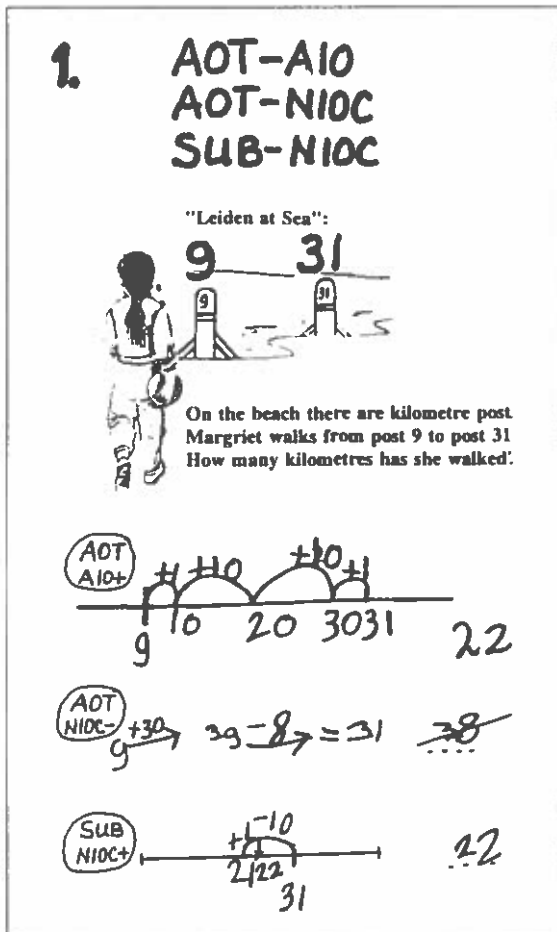 1.
AOT-A10
AOT-N10C
SUB-N10C
"Leiden at Sea":
9 31
9 31
On the beach there are kilometre post
Margriet walks from post 9 to post 31
How many kilometres has she walked?
AOT
A10+
+1 +10 +10 +1
9 10 20 30 31
22
AOT
N10C-
9 +30 39 -8 = 31 38
SUB
N10C+
+1 -10
21 22
31
22